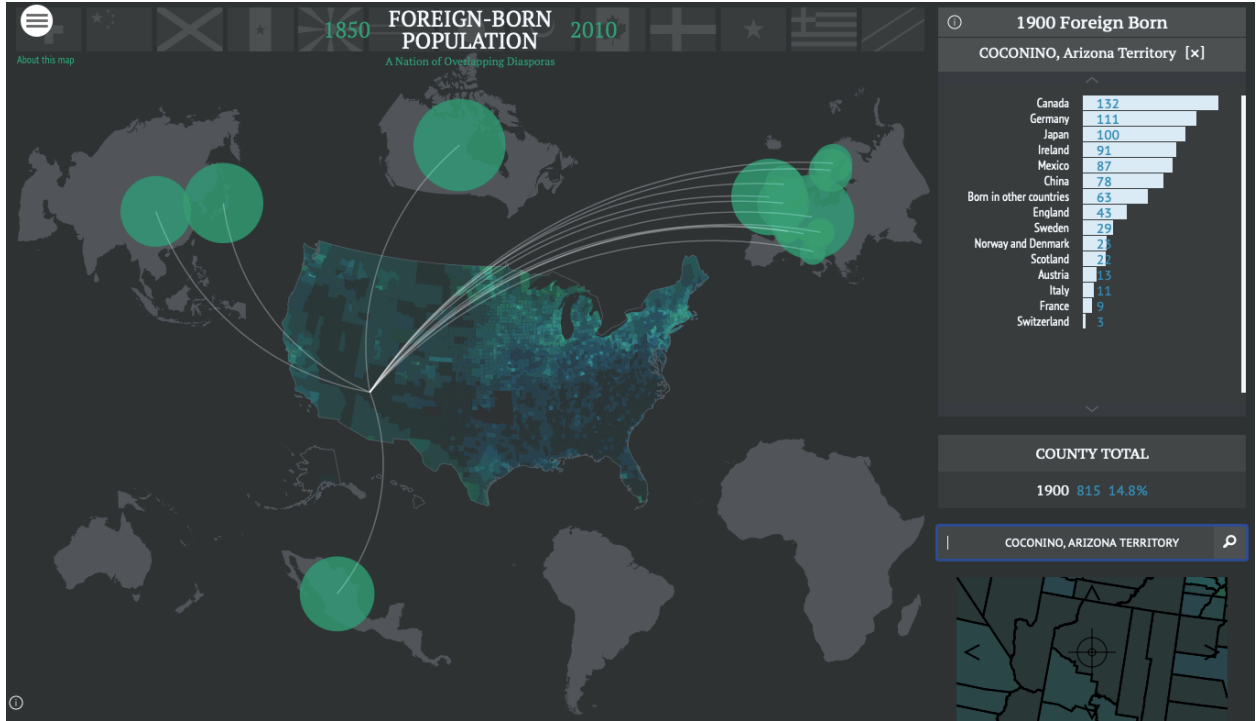 1850
FOREIGN-BORN
POPULATION
2010
A Nation of Overlapping Diasporas
About this map
1900 Foreign Born
COCONINO, Arizona Territory [×]
Canada 132
Germany 111
Japan 100
Ireland 91
Mexico 87
China 78
Born in other countries 63
England 43
Sweden 29
Norway and Denmark 23
Scotland 22
Austria 13
Italy 11
France 9
Switzerland 3
COUNTY TOTAL
1900 815 14.8%
COCONINO, ARIZONA TERRITORY